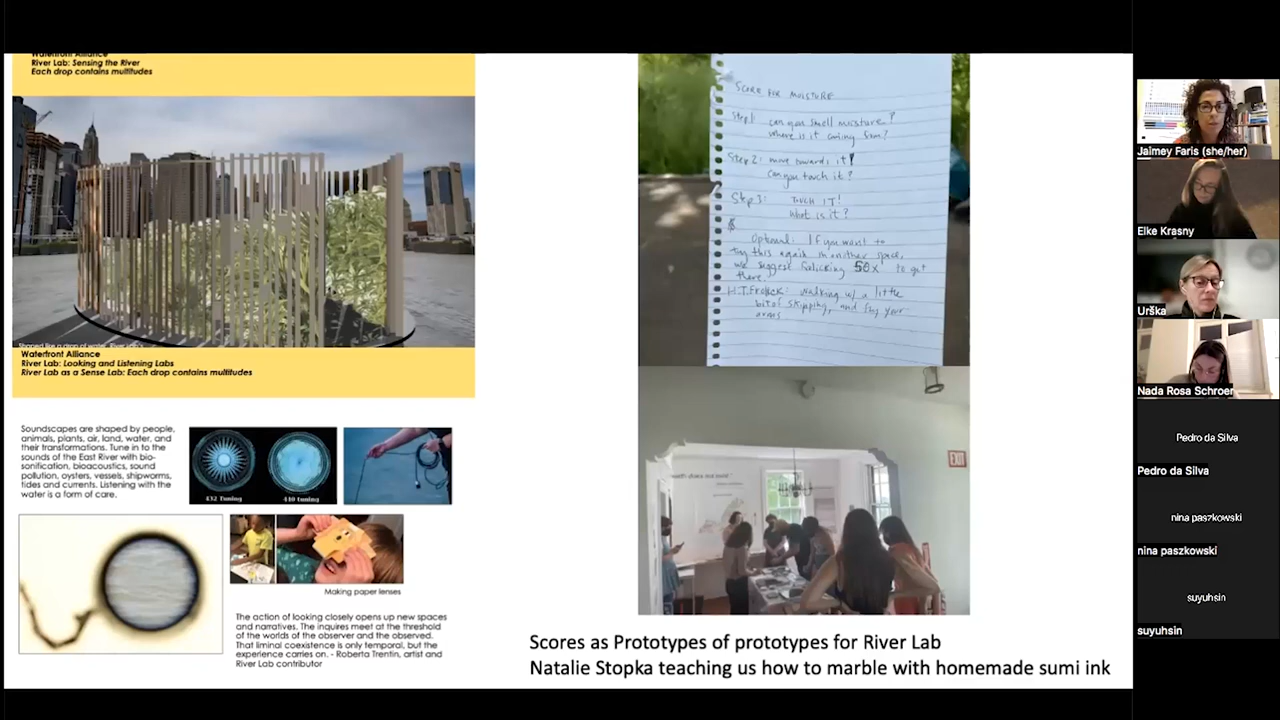 Waterfront Alliance
River Lab: Sensing the River
Each drop contains multitudes
Shaped like a drop of water, River Lab's
Waterfront Alliance
River Lab: Looking and Listening Labs
River Lab as a Sense Lab: Each drop contains multitudes
Soundscapes are shaped by people,
animals, plants, air, land, water, and
their transformations. Tune in to the
sounds of the East River with bio-
sonification, bioacoustics, sound
pollution, oysters, vessels, shipworms,
tides and currents. Listening with the
water is a form of care.
432 Tuning
440 Tuning
Making paper lenses
The action of looking closely opens up new spaces
and narratives. The inquires meet at the threshold
of the worlds of the observer and the observed.
That liminal coexistence is only temporal, but the
experience carries on. - Roberta Trentin, artist and
River Lab contributor
SCORE FOR MOISTURE
Step 1: can you smell moisture?
where is it coming from?
Step 2: move towards it!
Can you touch it?
Step 3: TOUCH IT!
What is it?
Optional: If you want to
try this again in another space,
we suggest frolicking 50x to get
there.
walking w/ a little
bit of skipping, and your
arms
EXIT
Scores as Prototypes of prototypes for River Lab
Natalie Stopka teaching us how to marble with homemade sumi ink
Jaimey Faris (she/her)
Elke Krasny
Urška
Nada Rosa Schroer
Pedro da Silva
Pedro da Silva
nina paszkowski
nina paszkowski
suyuhsin
suyuhsin